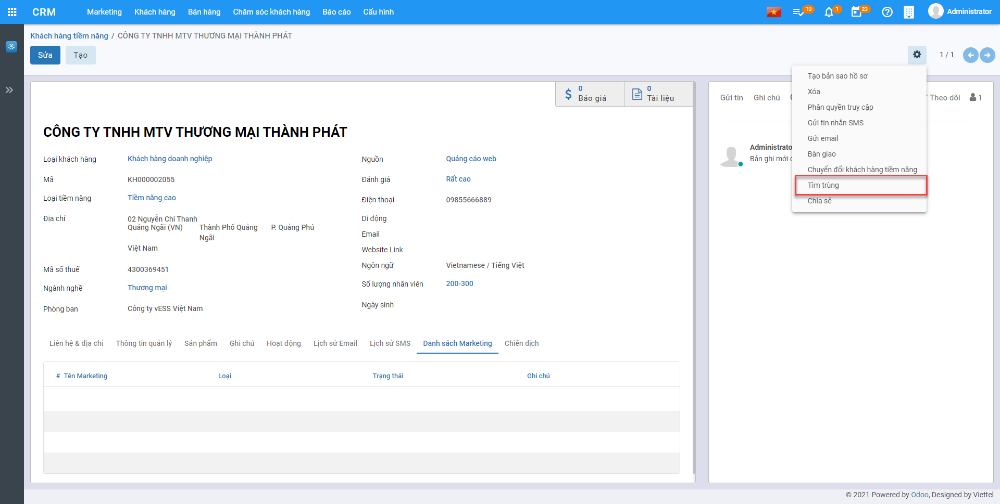 CRM
Marketing
Khách hàng
Bán hàng
Chăm sóc khách hàng
Báo cáo
Cấu hình
10
1
23
Administrator
Khách hàng tiềm năng / CÔNG TY TNHH MTV THƯƠNG MẠI THÀNH PHÁT
Sửa
Tạo
1 / 1
Tạo bản sao hồ sơ
Xóa
Phân quyền truy cập
Gửi tin nhắn SMS
Gửi email
Bàn giao
Chuyển đổi khách hàng tiềm năng
Tìm trùng
Chia sẻ
0
Báo giá
0
Tài liệu
Gửi tin
Ghi chú
Theo dõi
1
Administrato
Bản ghi mới
CÔNG TY TNHH MTV THƯƠNG MẠI THÀNH PHÁT
Loại khách hàng
Khách hàng doanh nghiệp
Mã
KH000002055
Loại tiềm năng
Tiềm năng cao
Địa chỉ
02 Nguyễn Chí Thanh
Quảng Ngãi (VN)
Thành Phố Quảng
Ngãi
P. Quảng Phú
Việt Nam
Mã số thuế
4300369451
Ngành nghề
Thương mại
Phòng ban
Công ty vESS Việt Nam
Nguồn
Quảng cáo web
Đánh giá
Rất cao
Điện thoại
09855666889
Di động
Email
Website Link
Ngôn ngữ
Vietnamese / Tiếng Việt
Số lượng nhân viên
200-300
Ngày sinh
Liên hệ & địa chỉ
Thông tin quản lý
Sản phẩm
Ghi chú
Hoạt động
Lịch sử Email
Lịch sử SMS
Danh sách Marketing
Chiến dịch
# Tên Marketing
Loại
Trạng thái
Ghi chú
© 2021 Powered by Odoo, Designed by Viettel